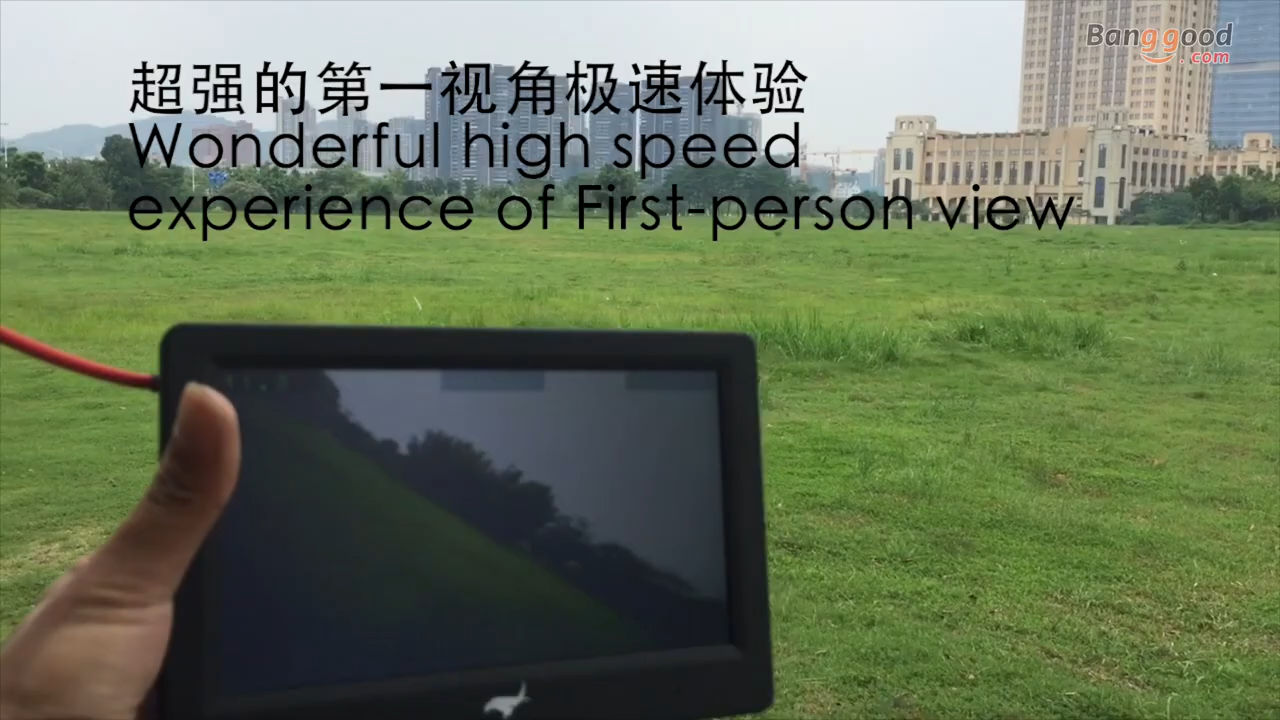 Banggood
.com
超强的第一视角极速体验
Wonderful high speed
experience of First-person view